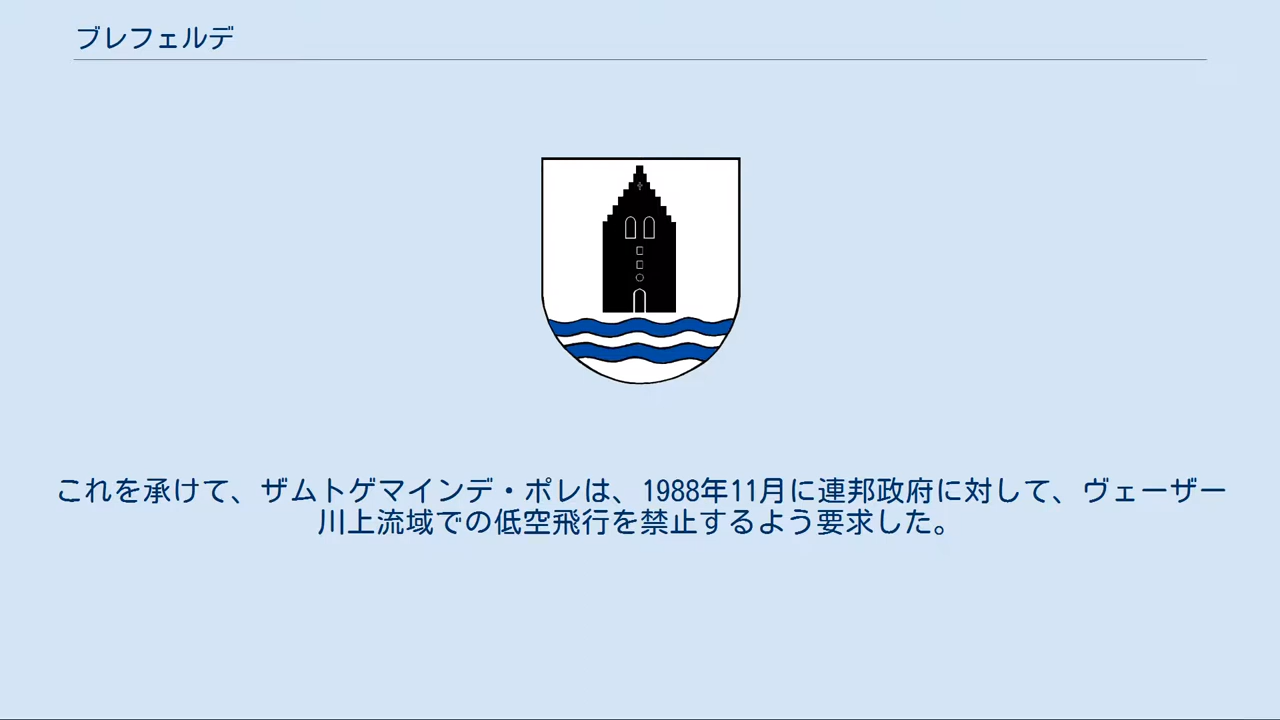 ブレフェルデ
これを承けて、ザムトゲマインデ・ポレは、1988年11月に連邦政府に対して、ヴェーザー
川上流域での低空飛行を禁止するよう要求した。